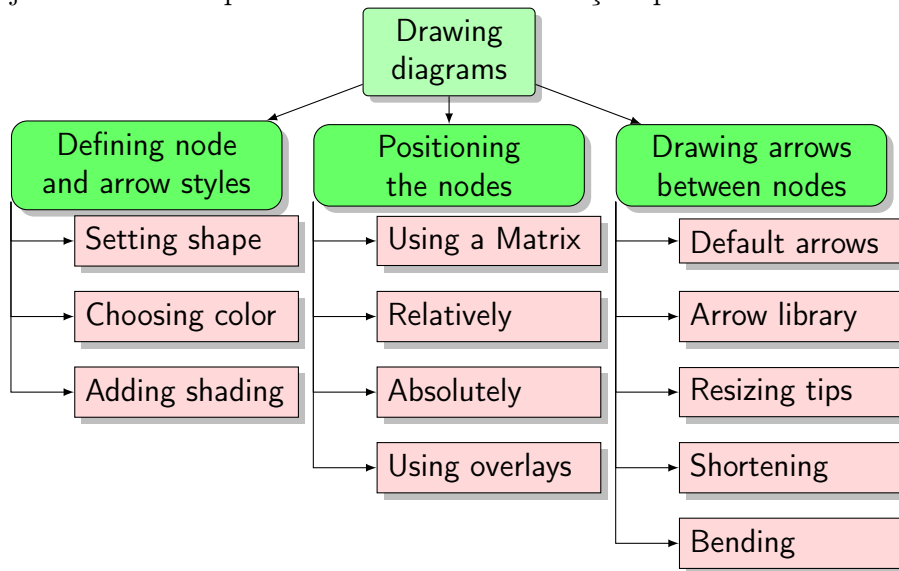 Drawing
diagrams
Defining node
and arrow styles
Setting shape
Choosing color
Adding shading
Positioning
the nodes
Using a Matrix
Relatively
Absolutely
Using overlays
Drawing arrows
between nodes
Default arrows
Arrow library
Resizing tips
Shortening
Bending